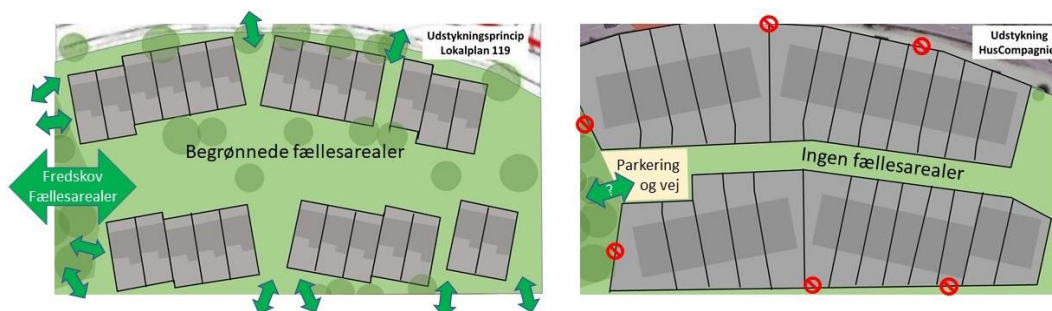 Udstykningsprincip
Lokalplan 119
Begrønnede fællesarealer
Fredskov
Fællesarealer
Udstykning
HusCompagnie
Ingen fællesarealer
Parkering
og vej
?